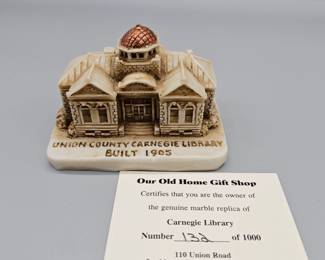 UNION COUNTY CARNEGIE LIBRARY
BUILT 1905
Our Old Home Gift Shop
Certifies that you are the owner of
the genuine marble replica of
Carnegie Library
Number 132 of 1000
110 Union Road